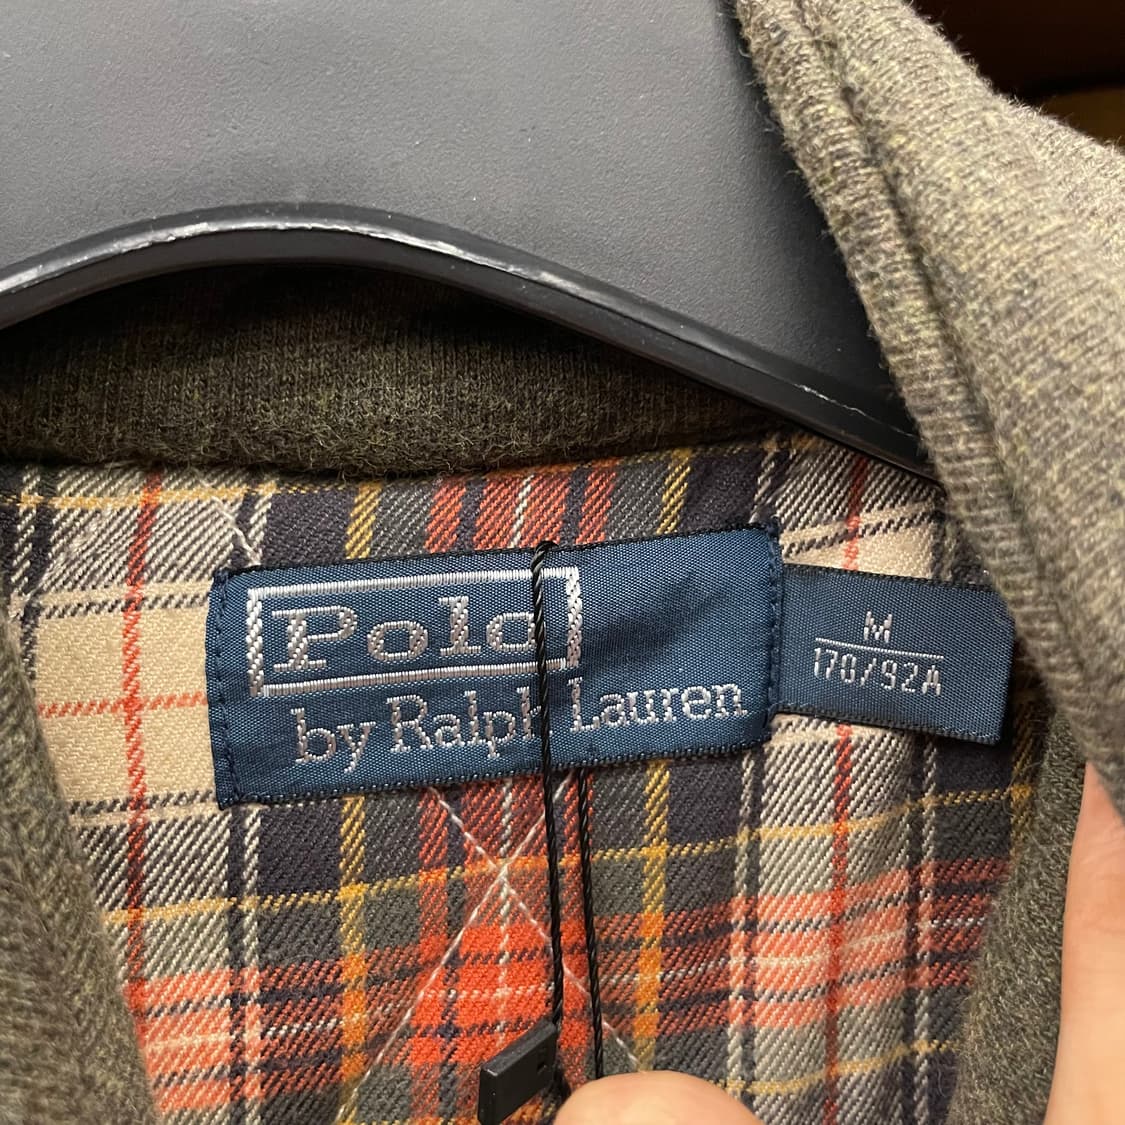 Polo
by Ralph Lauren
M
170/92A